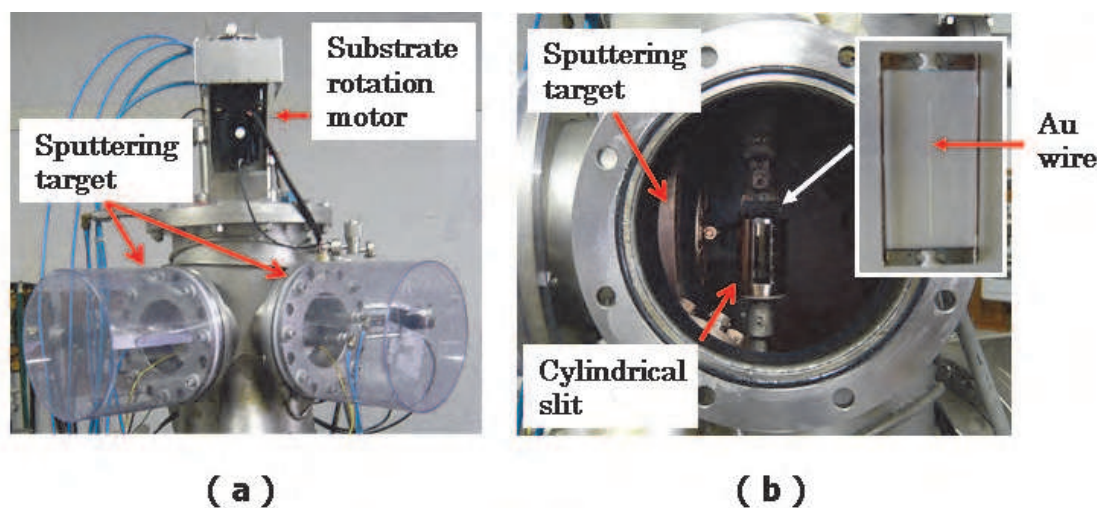 Substrate
rotation
motor
Sputtering
target
(a)
Sputtering
target
Au
wire
Cylindrical
slit
(b)